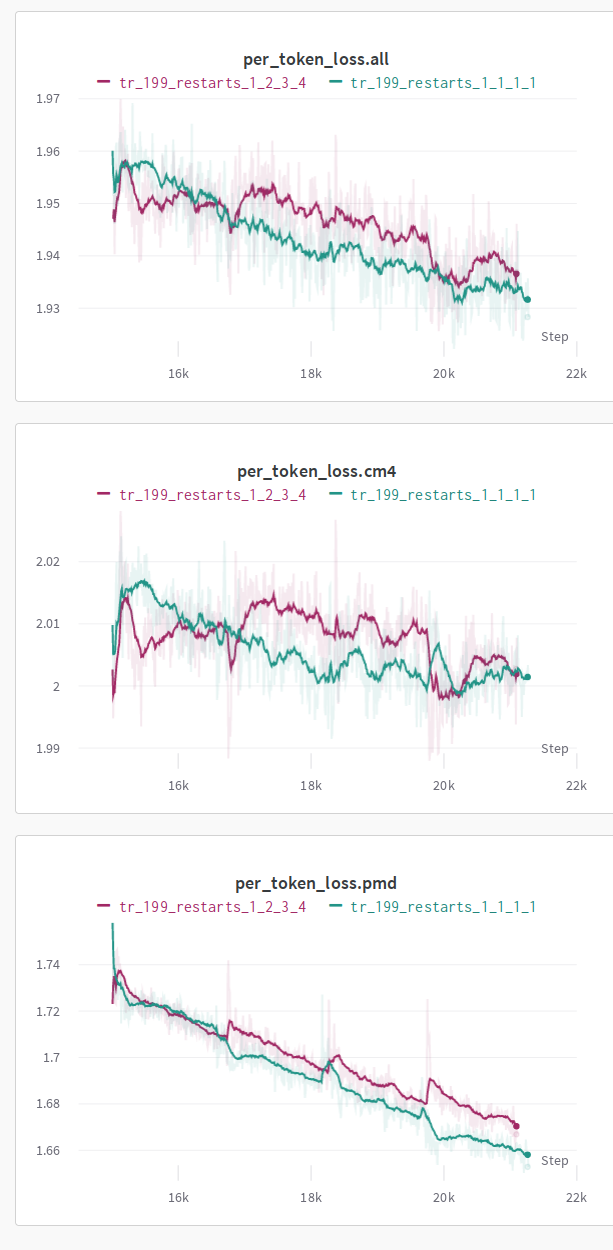 per_token_loss.all
tr_199_restarts_1_2_3_4 tr_199_restarts_1_1_1_1
1.97
1.96
1.95
1.94
1.93
Step
16k 18k 20k 22k
per_token_loss.cm4
tr_199_restarts_1_2_3_4 tr_199_restarts_1_1_1_1
2.02
2.01
2
1.99
Step
16k 18k 20k 22k
per_token_loss.pmd
tr_199_restarts_1_2_3_4 tr_199_restarts_1_1_1_1
1.74
1.72
1.7
1.68
1.66
Step
16k 18k 20k 22k